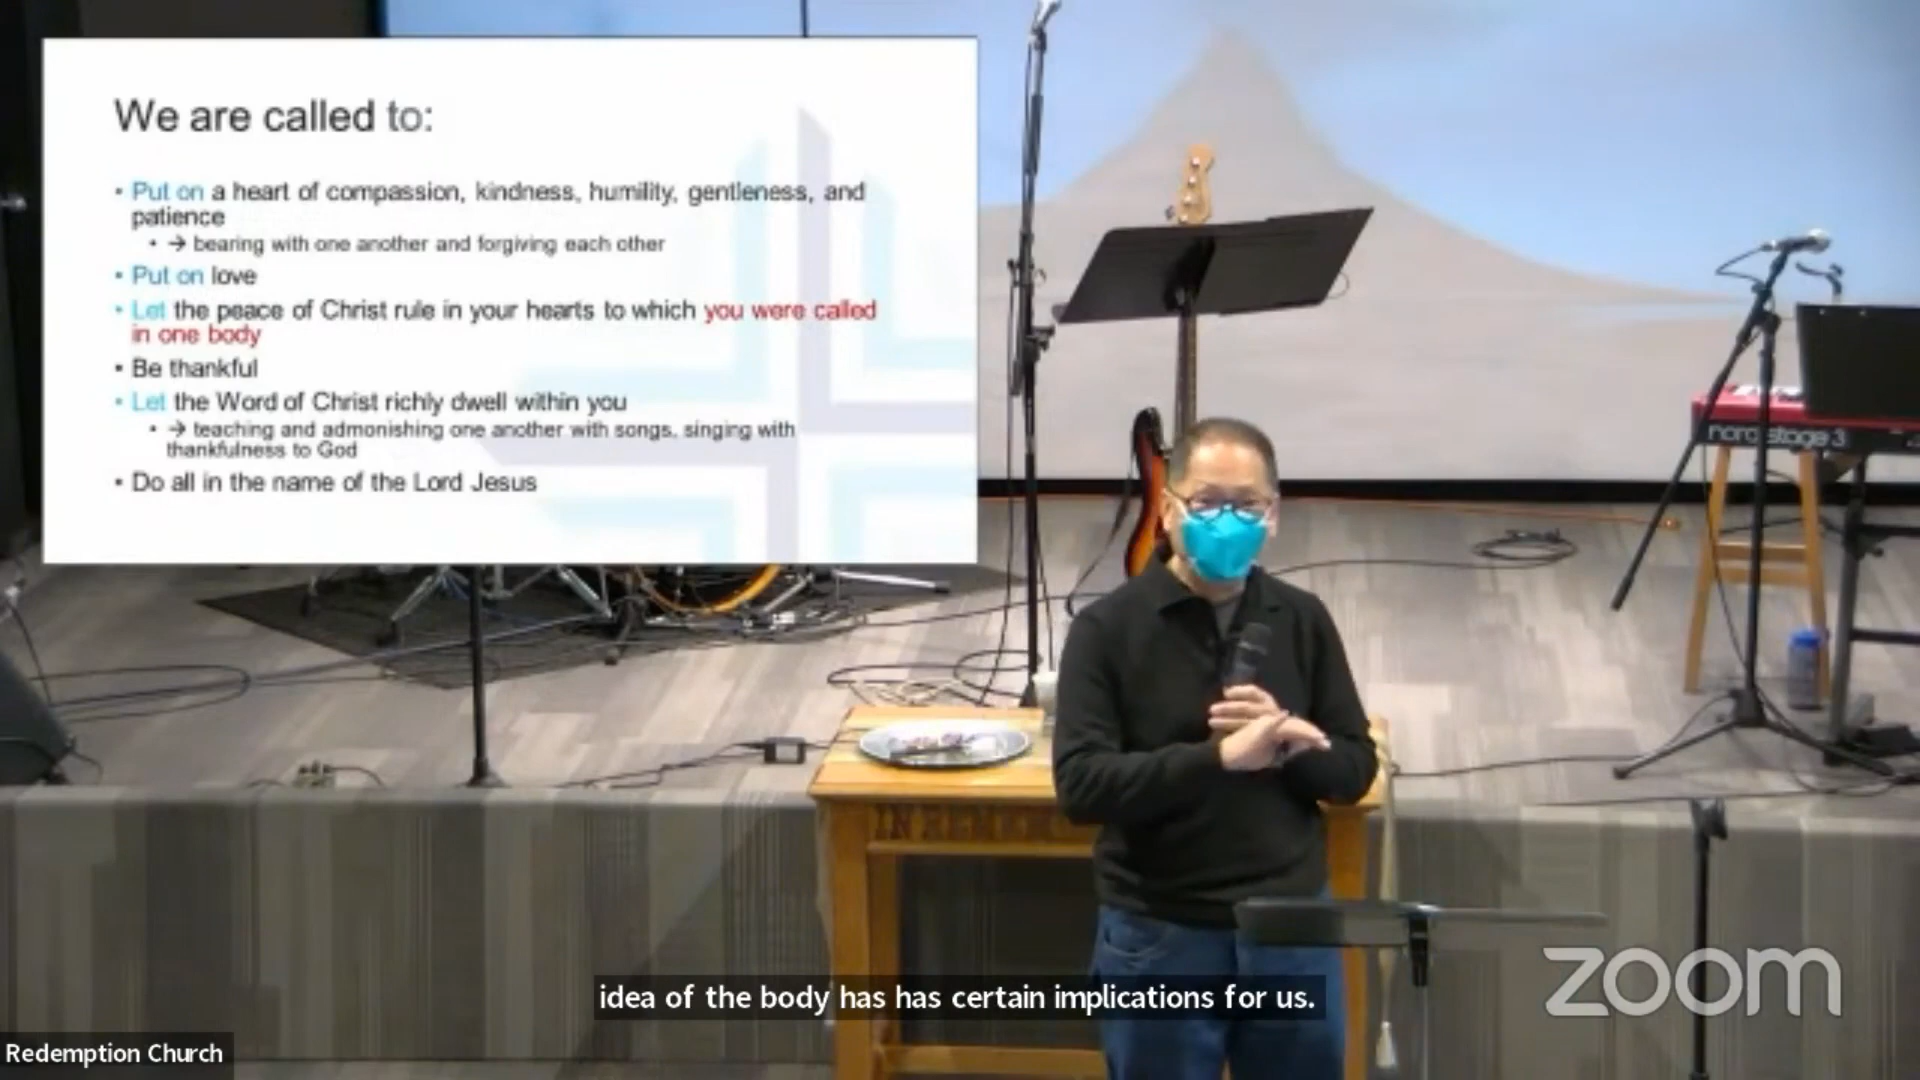 We are called to:
• Put on a heart of compassion, kindness, humility, gentleness, and
patience
• → bearing with one another and forgiving each other
• Put on love
• Let the peace of Christ rule in your hearts to which you were called
in one body
• Be thankful
• Let the Word of Christ richly dwell within you
• → teaching and admonishing one another with songs, singing with
thankfulness to God
• Do all in the name of the Lord Jesus
nord stage 3
IN REMEM
idea of the body has has certain implications for us.
zoom
Redemption Church